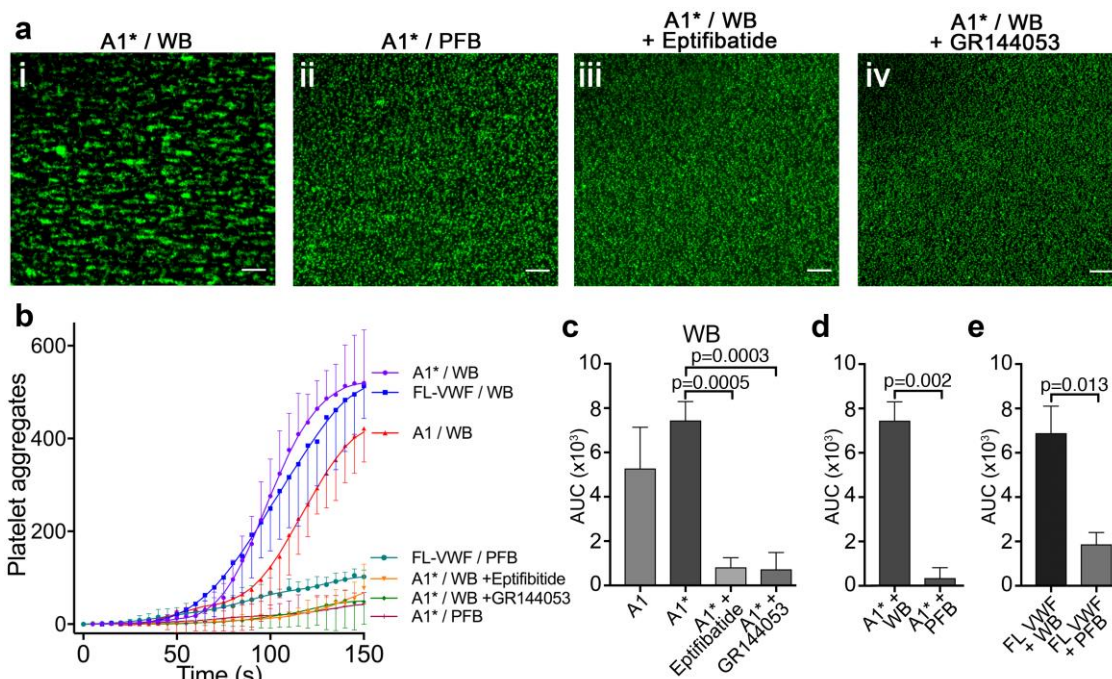 a
A1* / WB
A1* / PFB
A1* / WB
+ Eptifibatide
A1* / WB
+ GR144053
i
ii
iii
iv
b
Platelet aggregates
600
400
200
0
0
50
100
150
Time (s)
A1* / WB
FL-VWF / WB
A1 / WB
FL-VWF / PFB
A1* / WB +Eptifibitide
A1* / WB +GR144053
A1* / PFB
c
WB
p=0.0003
p=0.0005
AUC (x10³)
10
8
6
4
2
0
A1
A1*
A1* +
Eptifibatide
A1* +
GR144053
d
p=0.002
AUC (x10³)
10
8
6
4
2
0
A1* +
WB
A1* +
PFB
e
p=0.013
AUC (x10³)
10
8
6
4
2
0
FL VWF
+ WB
FL VWF
+ PFB